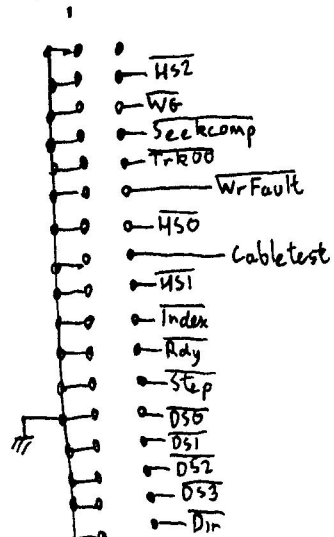 1
HS2
WG
Seekcomp
Trk00
WrFault
HS0
Cabletest
HS1
Index
Rdy
Step
DS0
DS1
DS2
DS3
Dir